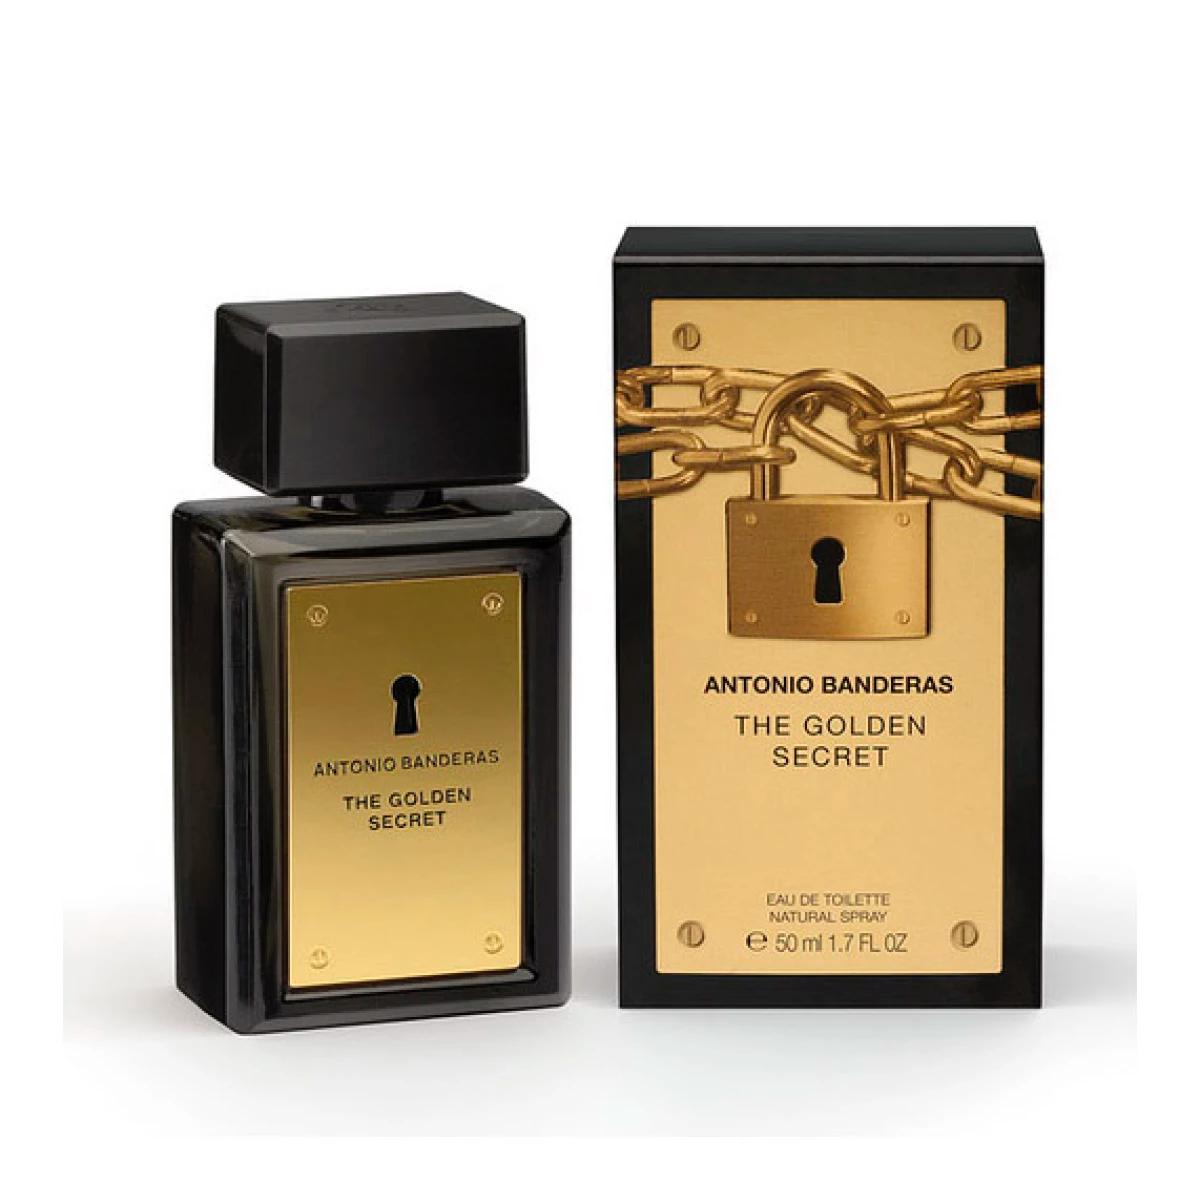 ANTONIO BANDERAS
THE GOLDEN
SECRET
ANTONIO BANDERAS
THE GOLDEN
SECRET
EAU DE TOILETTE
NATURAL SPRAY
℮ 50 ml 1.7 FL OZ